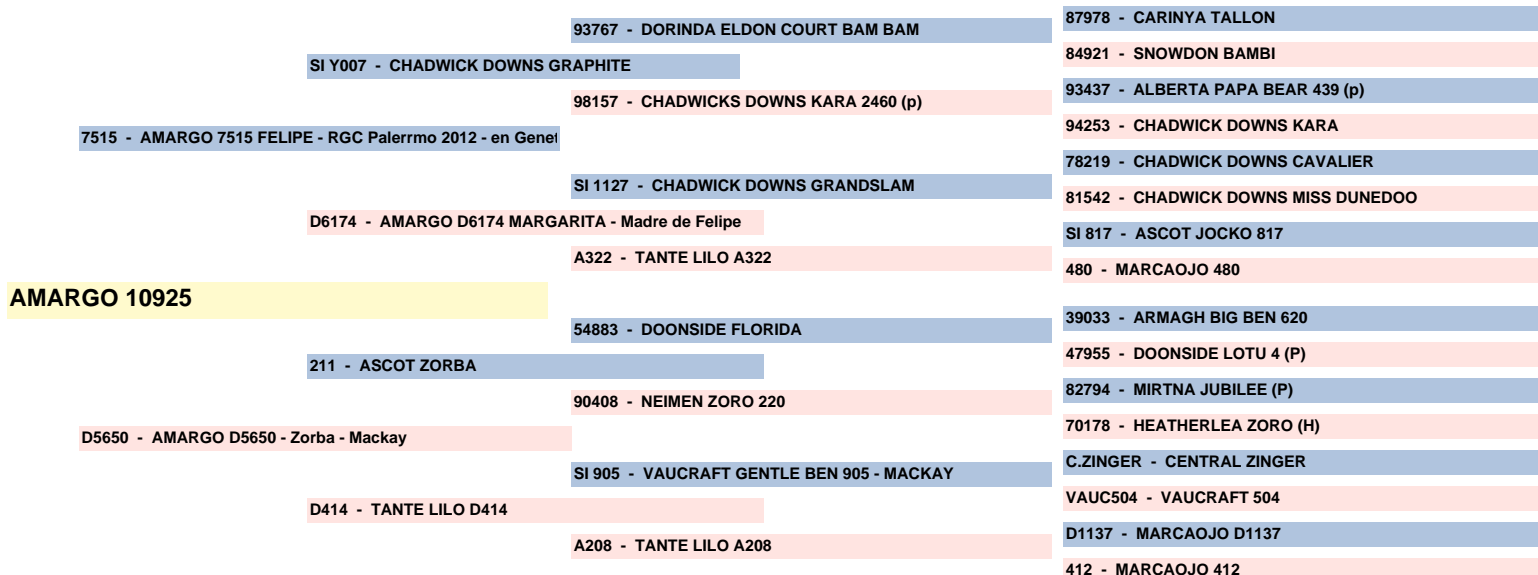 87978 - CARINYA TALLON
93767 - DORINDA ELDON COURT BAM BAM
84921 - SNOWDON BAMBI
SI Y007 - CHADWICK DOWNS GRAPHITE
93437 - ALBERTA PAPA BEAR 439 (p)
98157 - CHADWICKS DOWNS KARA 2460 (p)
94253 - CHADWICK DOWNS KARA
7515 - AMARGO 7515 FELIPE - RGC Palerrmo 2012 - en Genet
78219 - CHADWICK DOWNS CAVALIER
SI 1127 - CHADWICK DOWNS GRANDSLAM
81542 - CHADWICK DOWNS MISS DUNEDOO
D6174 - AMARGO D6174 MARGARITA - Madre de Felipe
SI 817 - ASCOT JOCKO 817
A322 - TANTE LILO A322
480 - MARCAOJO 480
AMARGO 10925
39033 - ARMAGH BIG BEN 620
54883 - DOONSIDE FLORIDA
47955 - DOONSIDE LOTU 4 (P)
211 - ASCOT ZORBA
82794 - MIRTNA JUBILEE (P)
90408 - NEIMEN ZORO 220
70178 - HEATHERLEA ZORO (H)
D5650 - AMARGO D5650 - Zorba - Mackay
C.ZINGER - CENTRAL ZINGER
SI 905 - VAUCRAFT GENTLE BEN 905 - MACKAY
VAUC504 - VAUCRAFT 504
D414 - TANTE LILO D414
D1137 - MARCAOJO D1137
A208 - TANTE LILO A208
412 - MARCAOJO 412